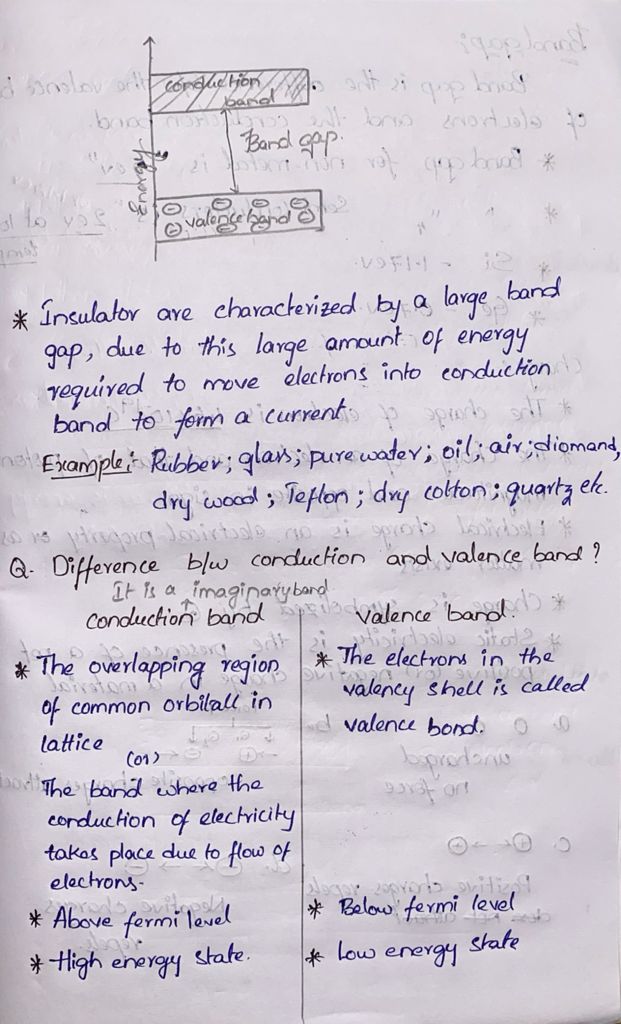 conduction
band
Band gap.
Energy
valence band
* Insulator are characterized by a large band
gap, due to this large amount of energy
required to move electrons into conduction
band to form a current.
Example:- Rubber; glass; pure water; oil; air; diomand,
dry wood; Teflon; dry cotton; quartz etc.
Q. Difference b/w conduction and valence band?
It is a imaginary band
conduction band
* The overlapping region
of common orbitall in
lattice
(or)
The band where the
conduction of electricity
takes place due to flow of
electrons.
* Above fermi level
* High energy state.
valence band.
* The electrons in the
valency shell is called
valence bond.
* Below fermi level
* low energy state